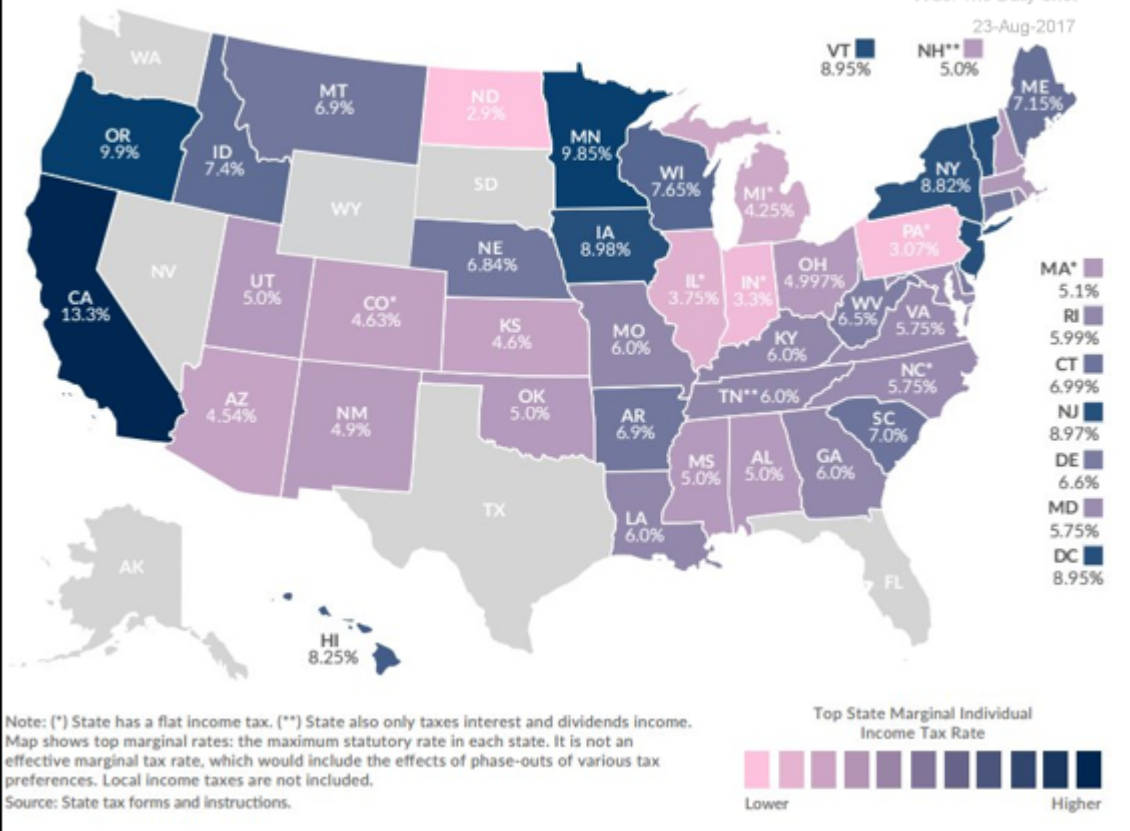 23-Aug-2017
VT
8.95%
NH**
5.0%
WA
MT
6.9%
ND
2.9%
MN
9.85%
ME
7.15%
OR
9.9%
ID
7.4%
WI
7.65%
NY
8.82%
SD
MI*
4.25%
WY
IA
8.98%
PA*
3.07%
NE
6.84%
NV
UT
5.0%
IL*
3.75%
IN*
3.3%
OH
4.997%
MA*
5.1%
CA
13.3%
CO*
4.63%
WV
6.5%
VA
5.75%
RI
5.99%
KS
4.6%
MO
6.0%
KY
6.0%
CT
6.99%
NC*
5.75%
AZ
4.54%
NM
4.9%
OK
5.0%
TN**6.0%
NJ
8.97%
AR
6.9%
SC
7.0%
DE
6.6%
MS
5.0%
AL
5.0%
GA
6.0%
MD
5.75%
TX
LA
6.0%
DC
8.95%
AK
FL
HI
8.25%
Note: (*) State has a flat income tax. (**) State also only taxes interest and dividends income.
Map shows top marginal rates: the maximum statutory rate in each state. It is not an
effective marginal tax rate, which would include the effects of phase-outs of various tax
preferences. Local income taxes are not included.
Source: State tax forms and instructions.
Top State Marginal Individual
Income Tax Rate
Lower
Higher